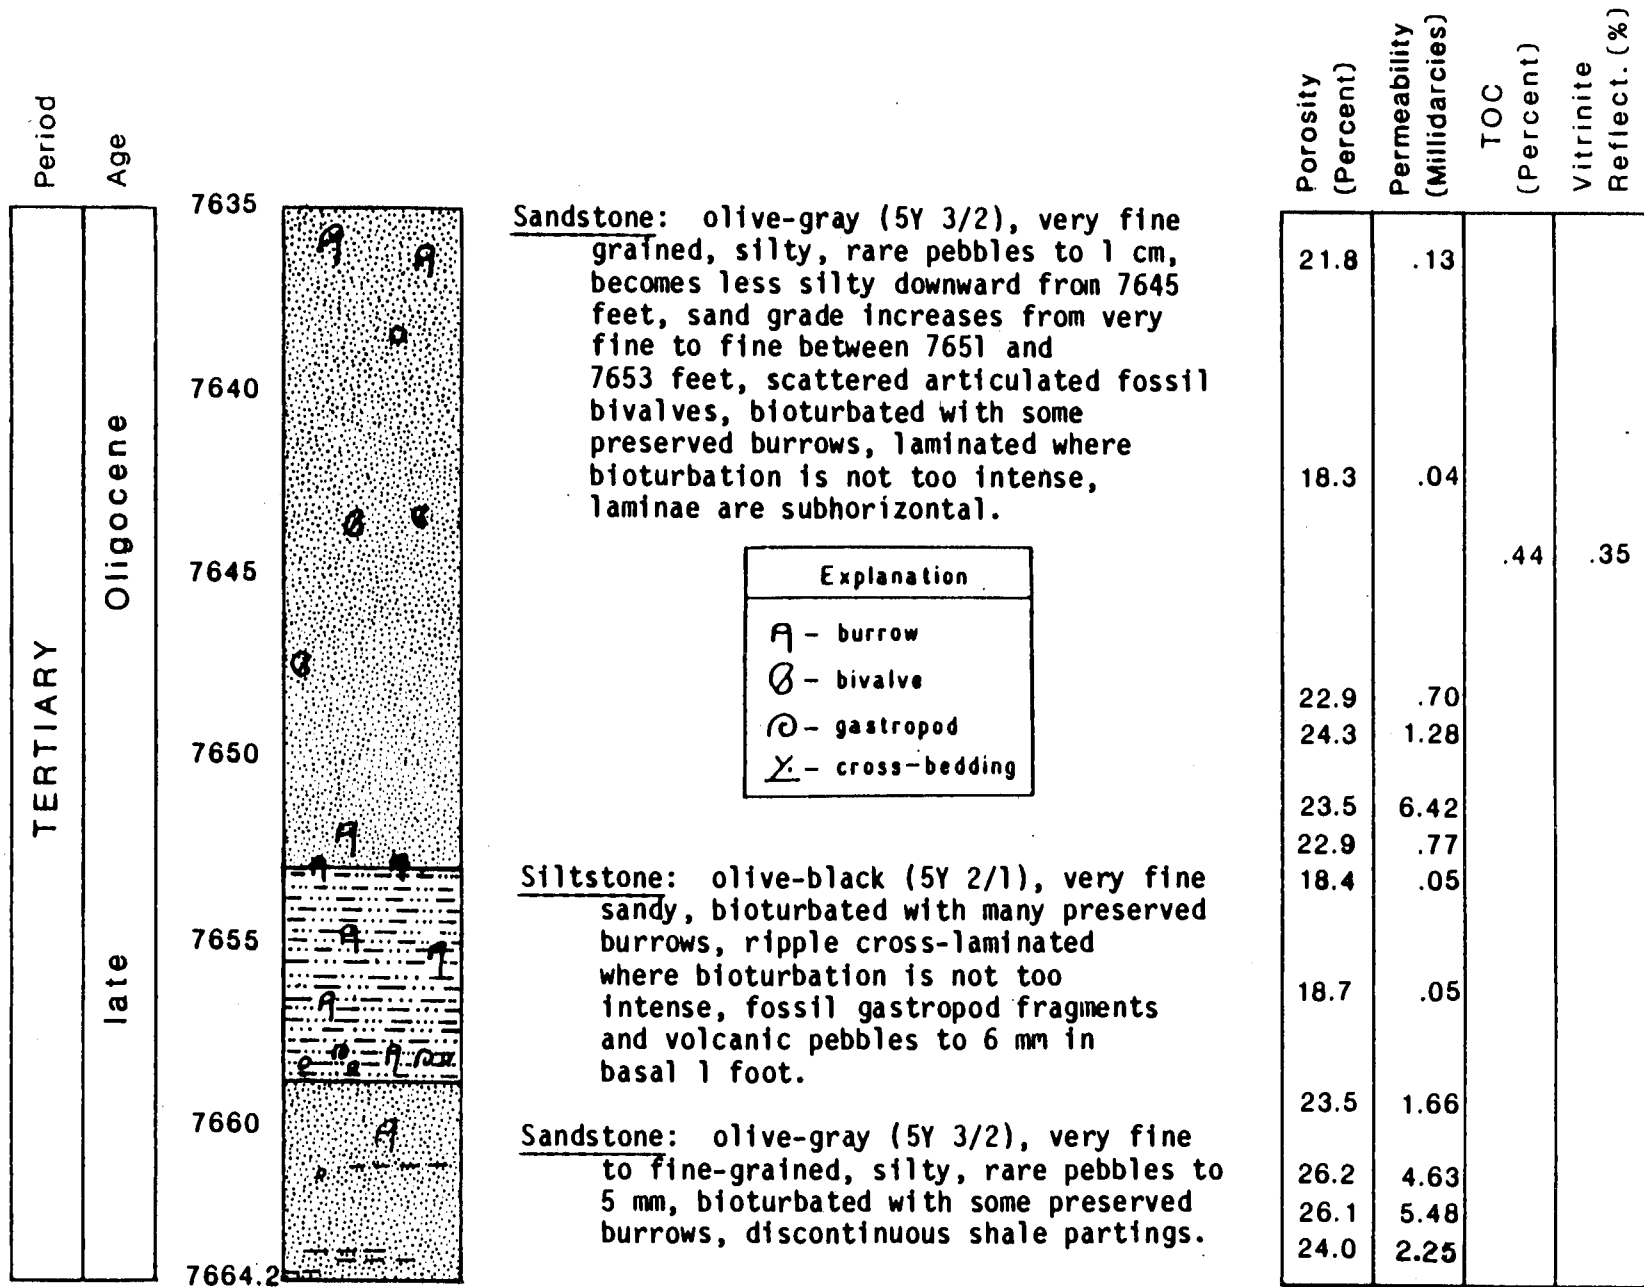 Period
Age
Porosity
(Percent)
Permeability
(Millidarcies)
TOC
(Percent)
Vitrinite
Reflect. (%)
TERTIARY
late Oligocene
7635
7640
7645
7650
7655
7660
7664.2
Sandstone: olive-gray (5Y 3/2), very fine
grained, silty, rare pebbles to 1 cm,
becomes less silty downward from 7645
feet, sand grade increases from very
fine to fine between 7651 and
7653 feet, scattered articulated fossil
bivalves, bioturbated with some
preserved burrows, laminated where
bioturbation is not too intense,
laminae are subhorizontal.
Explanation
- burrow
- bivalve
- gastropod
- cross-bedding
Siltstone: olive-black (5Y 2/1), very fine
sandy, bioturbated with many preserved
burrows, ripple cross-laminated
where bioturbation is not too
intense, fossil gastropod fragments
and volcanic pebbles to 6 mm in
basal 1 foot.
Sandstone: olive-gray (5Y 3/2), very fine
to fine-grained, silty, rare pebbles to
5 mm, bioturbated with some preserved
burrows, discontinuous shale partings.
21.8 .13
18.3 .04
.44 .35
22.9 .70
24.3 1.28
23.5 6.42
22.9 .77
18.4 .05
18.7 .05
23.5 1.66
26.2 4.63
26.1 5.48
24.0 2.25